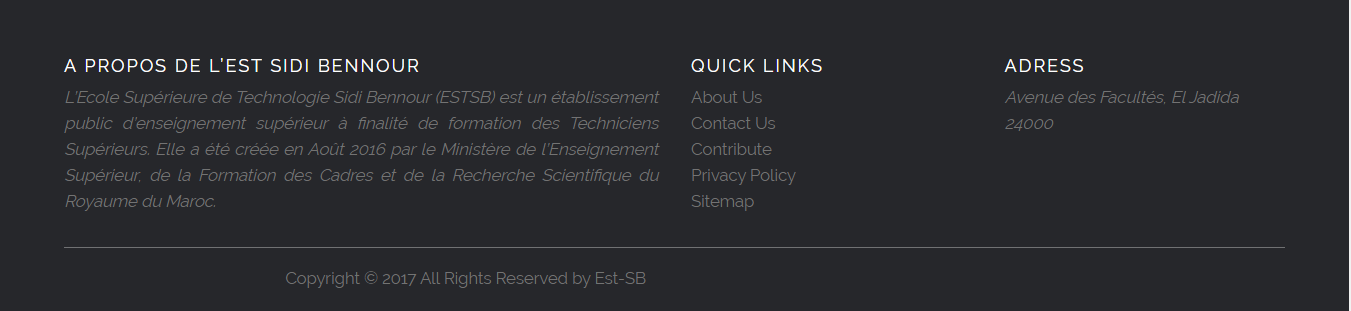 A PROPOS DE L'EST SIDI BENNOUR
L'Ecole Supérieure de Technologie Sidi Bennour (ESTSB) est un établissement
public d'enseignement supérieur à finalité de formation des Techniciens
Supérieurs. Elle a été créée en Août 2016 par le Ministère de l'Enseignement
Supérieur, de la Formation des Cadres et de la Recherche Scientifique du
Royaume du Maroc.
QUICK LINKS
About Us
Contact Us
Contribute
Privacy Policy
Sitemap
ADRESS
Avenue des Facultés, El Jadida
24000
Copyright © 2017 All Rights Reserved by Est-SB